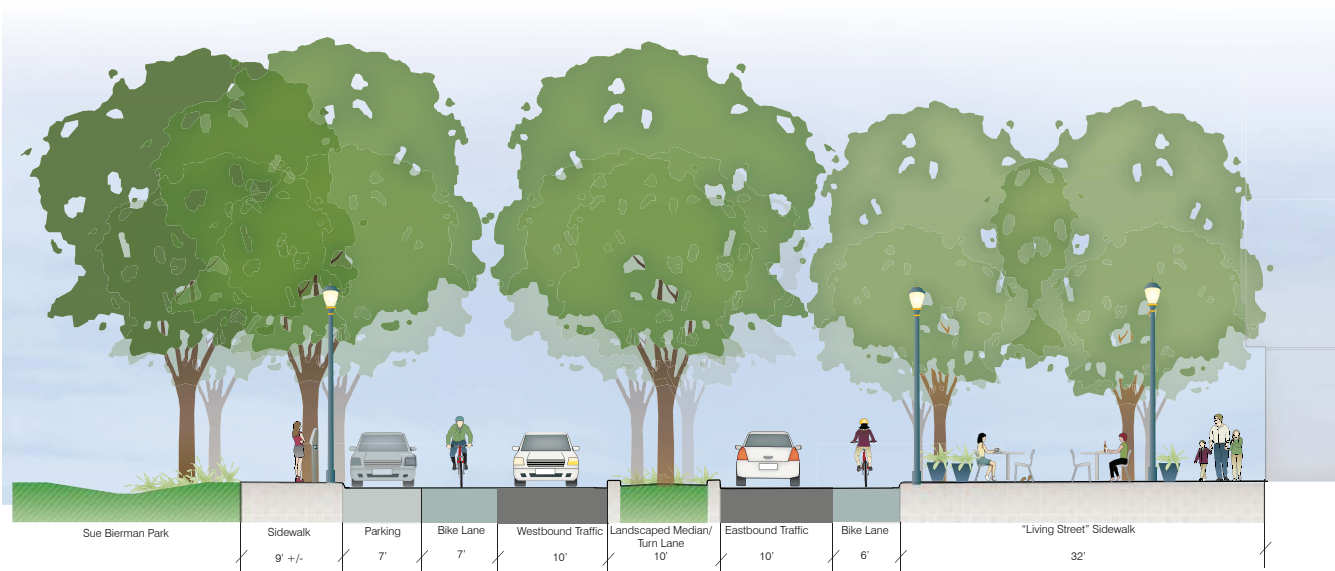 Sue Bierman Park
Sidewalk
9' +/-
Parking
7'
Bike Lane
7'
Westbound Traffic
10'
Landscaped Median/
Turn Lane
10'
Eastbound Traffic
10'
Bike Lane
6'
“Living Street” Sidewalk
32'